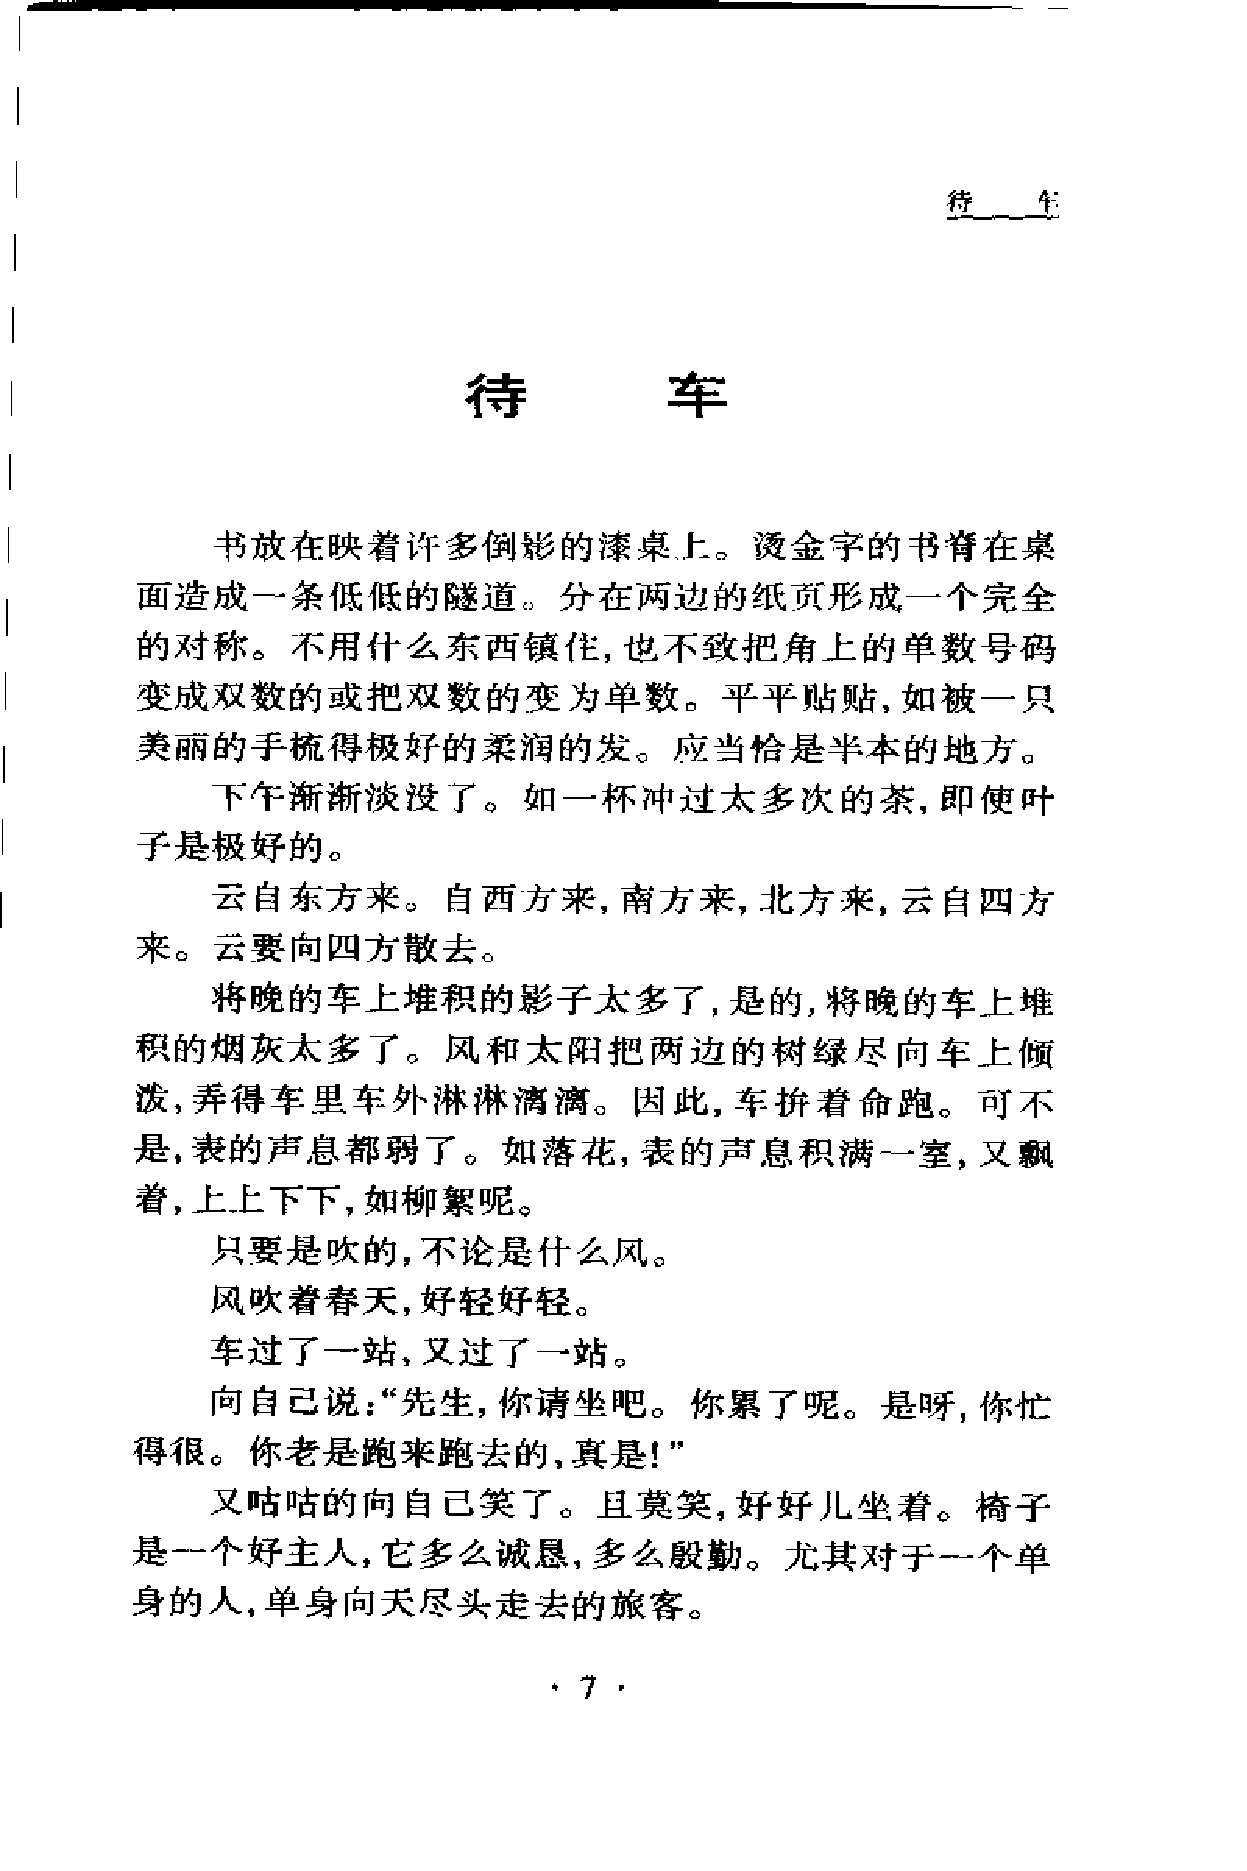 待 车
待 车
书放在映着许多倒影的漆桌上。烫金字的书脊在桌
面造成一条低低的隧道。分在两边的纸页形成一个完全
的对称。不用什么东西镇住,也不致把角上的单数号码
变成双数的或把双数的变为单数。平平贴贴,如被一只
美丽的手梳得极好的柔润的发。应当恰是半本的地方。
下午渐渐淡没了。如一杯冲过太多次的茶,即使叶
子是极好的。
云自东方来。自西方来,南方来,北方来,云自四方
来。云要向四方散去。
将晚的车上堆积的影子太多了,是的,将晚的车上堆
积的烟灰太多了。风和太阳把两边的树绿尽向车上倾
泼,弄得车里车外淋淋漓漓。因此,车拚着命跑。可不
是,表的声息都弱了。如落花,表的声息积满一室,又飘
着,上上下下,如柳絮呢。
只要是吹的,不论是什么风。
风吹着春天,好轻好轻。
车过了一站,又过了一站。
向自己说:“先生,你请坐吧。你累了呢。是呀,你忙
得很。你老是跑来跑去的,真是!”
又咕咕的向自己笑了。且莫笑,好好儿坐着。椅子
是一个好主人,它多么诚恳,多么殷勤。尤其对于一个单
身的人,单身向天尽头走去的旅客。
· 7 ·